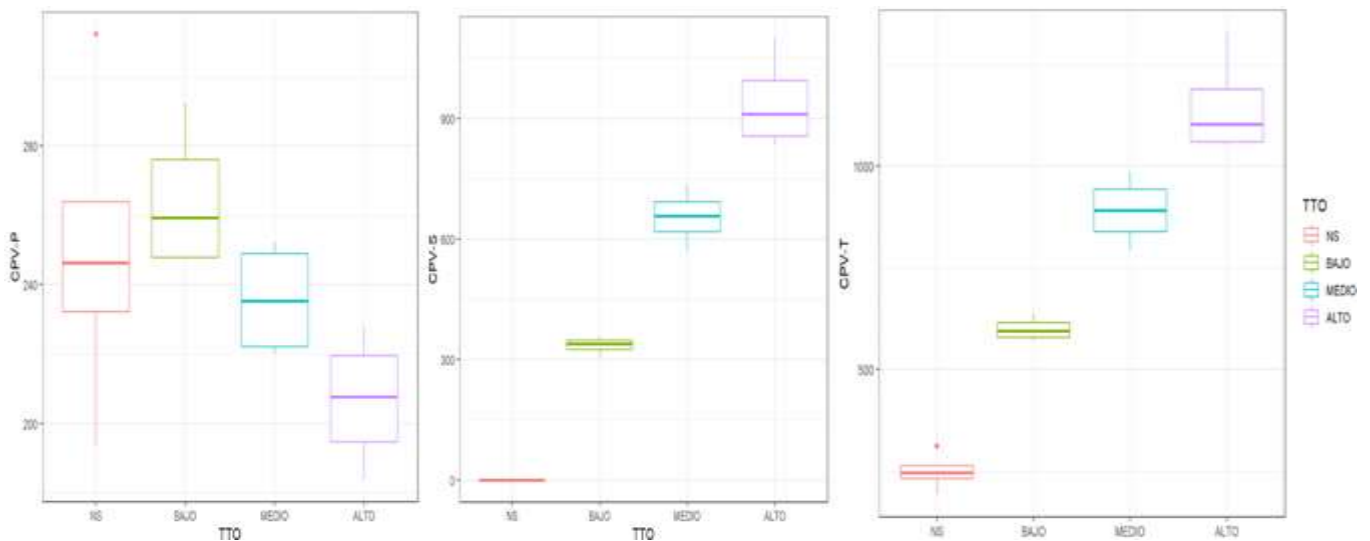 CPV-P
280
240
200
NS BAJO MEDIO ALTO
TTO
CPV-S
900
600
300
0
NS BAJO MEDIO ALTO
TTO
CPV-T
1000
500
NS BAJO MEDIO ALTO
TTO
NS
BAJO
MEDIO
ALTO